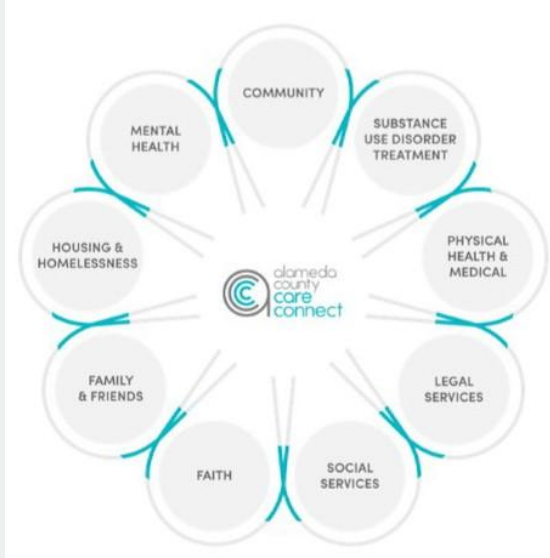 COMMUNITY
SUBSTANCE
USE DISORDER
TREATMENT
PHYSICAL
HEALTH &
MEDICAL
LEGAL
SERVICES
SOCIAL
SERVICES
FAITH
FAMILY
& FRIENDS
HOUSING &
HOMELESSNESS
MENTAL
HEALTH
alameda
county
care
connect